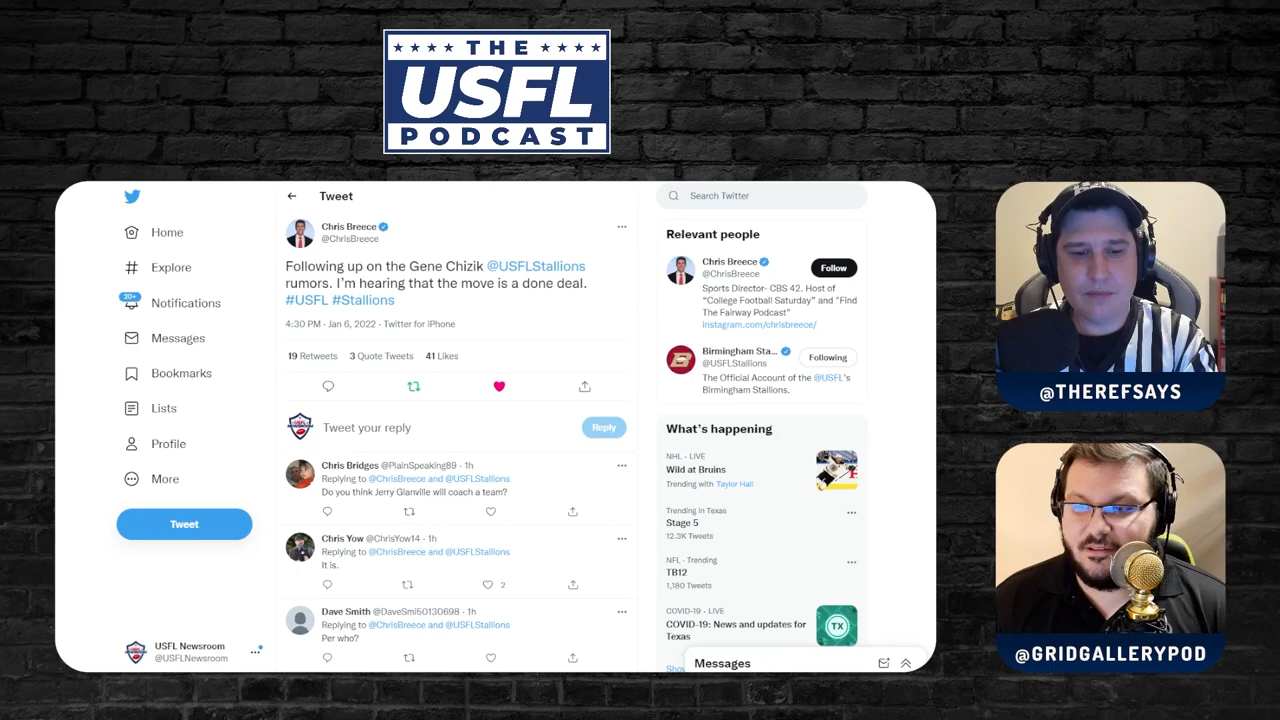 ★★★★ THE ★★★★
USFL
PODCAST
Home
Explore
20+
Notifications
Messages
Bookmarks
Lists
Profile
More
Tweet
USFL Newsroom
@USFLNewsroom
Tweet
Chris Breece
@ChrisBreece
Following up on the Gene Chizik @USFLStallions
rumors. I'm hearing that the move is a done deal.
#USFL #Stallions
4:30 PM · Jan 6, 2022 · Twitter for iPhone
19 Retweets 3 Quote Tweets 41 Likes
Tweet your reply
Reply
Chris Bridges @PlainSpeaking89 · 1h
Replying to @ChrisBreece and @USFLStallions
Do you think Jerry Glanville will coach a team?
Chris Yow @ChrisYow14 · 1h
Replying to @ChrisBreece and @USFLStallions
It is.
2
Dave Smith @DaveSmi50130698 · 1h
Replying to @ChrisBreece and @USFLStallions
Per who?
Search Twitter
Relevant people
Chris Breece
@ChrisBreece
Follow
Sports Director- CBS 42. Host of
"College Football Saturday" and "Find
The Fairway Podcast"
instagram.com/chrisbreece/
Birmingham Sta...
@USFLStallions
Following
The Official Account of the @USFL's
Birmingham Stallions.
What's happening
NHL · LIVE
Wild at Bruins
Trending with Taylor Hall
Trending in Texas
Stage 5
12.3K Tweets
NFL · Trending
TB12
1,180 Tweets
COVID-19 · LIVE
COVID-19: News and updates for
Texas
TX
Show
Messages
@THEREFSAYS
@GRIDGALLERYPOD